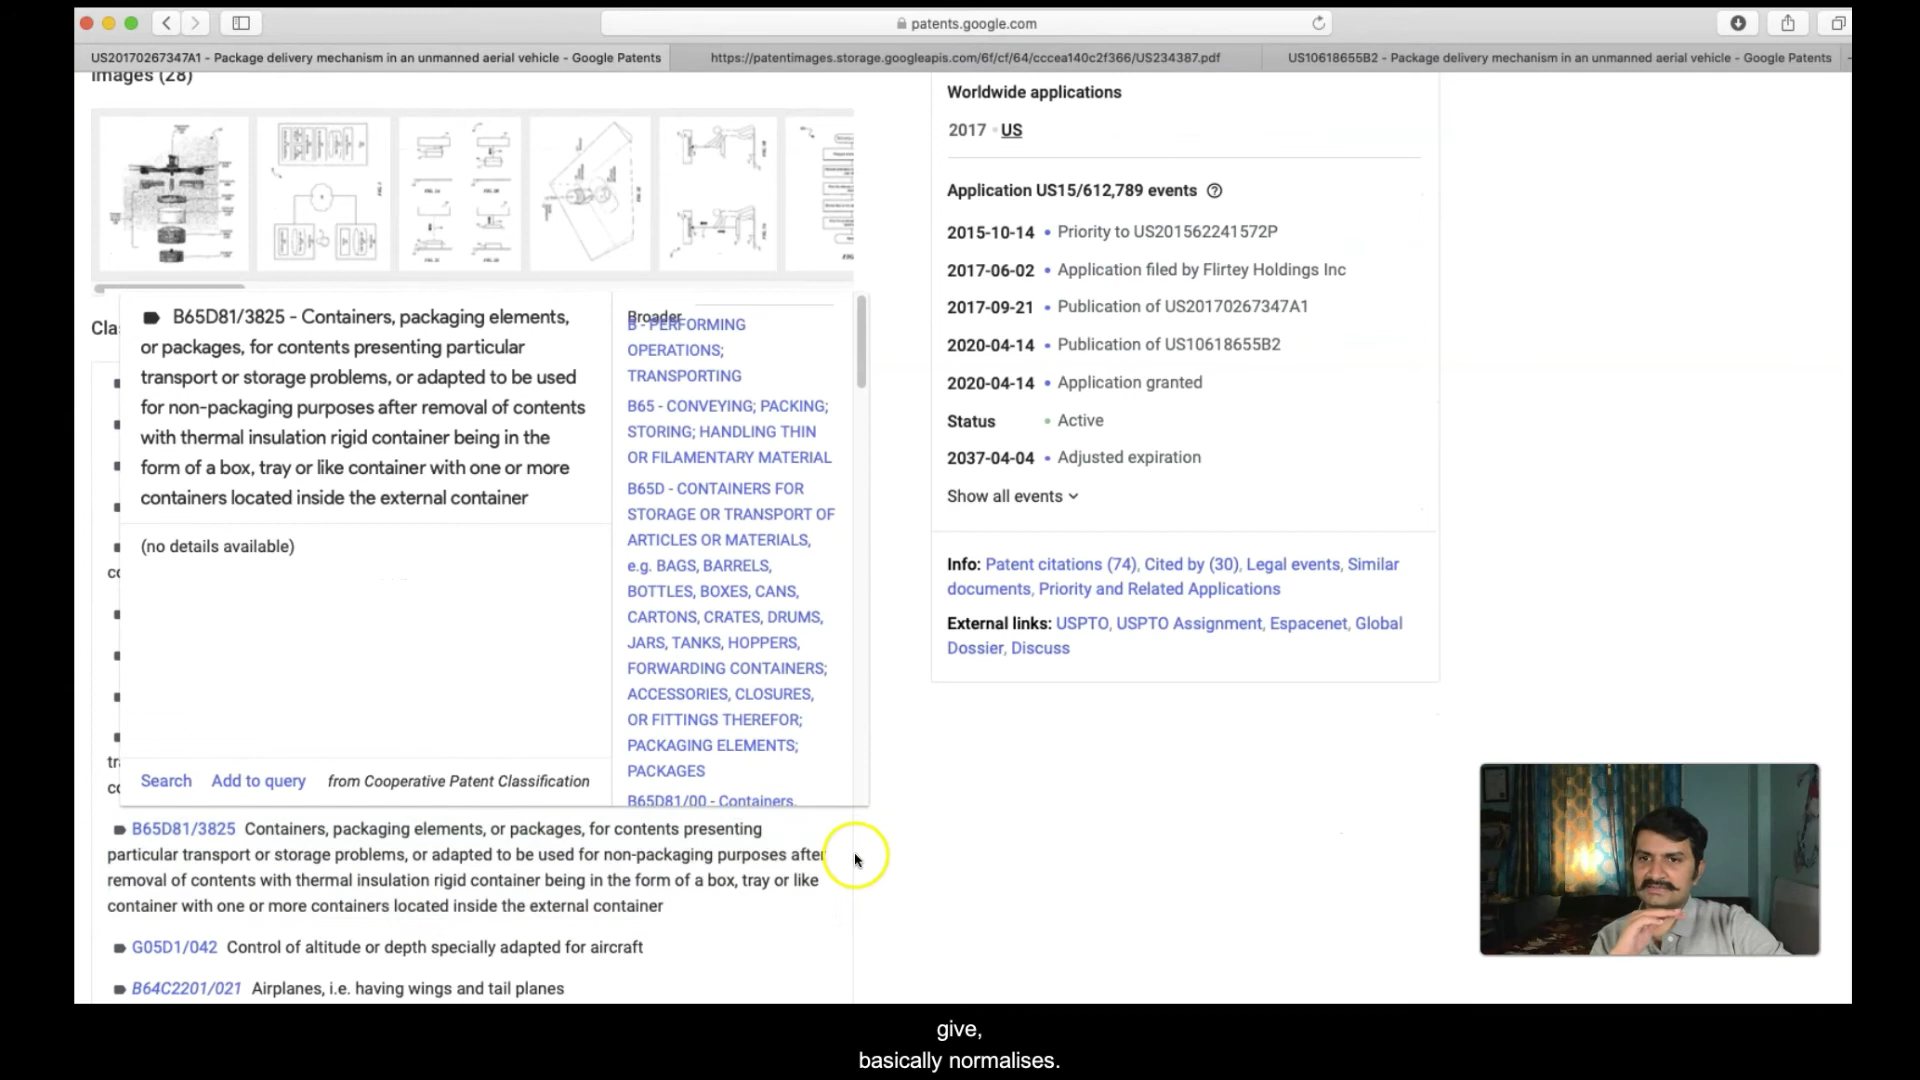 patents.google.com
US20170267347A1 - Package delivery mechanism in an unmanned aerial vehicle - Google Patents
https://patentimages.storage.googleapis.com/6f/cf/64/cccea140c2f366/US234387.pdf
US10618655B2 - Package delivery mechanism in an unmanned aerial vehicle - Google Patents
Images (28)
Cla
B65D81/3825 - Containers, packaging elements,
or packages, for contents presenting particular
transport or storage problems, or adapted to be used
for non-packaging purposes after removal of contents
with thermal insulation rigid container being in the
form of a box, tray or like container with one or more
containers located inside the external container
(no details available)
Search Add to query from Cooperative Patent Classification
Broader
B - PERFORMING
OPERATIONS;
TRANSPORTING
B65 - CONVEYING; PACKING;
STORING; HANDLING THIN
OR FILAMENTARY MATERIAL
B65D - CONTAINERS FOR
STORAGE OR TRANSPORT OF
ARTICLES OR MATERIALS,
e.g. BAGS, BARRELS,
BOTTLES, BOXES, CANS,
CARTONS, CRATES, DRUMS,
JARS, TANKS, HOPPERS,
FORWARDING CONTAINERS;
ACCESSORIES, CLOSURES,
OR FITTINGS THEREFOR;
PACKAGING ELEMENTS;
PACKAGES
B65D81/00 - Containers,
B65D81/3825 Containers, packaging elements, or packages, for contents presenting
particular transport or storage problems, or adapted to be used for non-packaging purposes after
removal of contents with thermal insulation rigid container being in the form of a box, tray or like
container with one or more containers located inside the external container
G05D1/042 Control of altitude or depth specially adapted for aircraft
B64C2201/021 Airplanes, i.e. having wings and tail planes
Worldwide applications
2017 • US
Application US15/612,789 events
2015-10-14 • Priority to US201562241572P
2017-06-02 • Application filed by Flirtey Holdings Inc
2017-09-21 • Publication of US20170267347A1
2020-04-14 • Publication of US10618655B2
2020-04-14 • Application granted
Status • Active
2037-04-04 • Adjusted expiration
Show all events
Info: Patent citations (74), Cited by (30), Legal events, Similar
documents, Priority and Related Applications
External links: USPTO, USPTO Assignment, Espacenet, Global
Dossier, Discuss
give,
basically normalises.